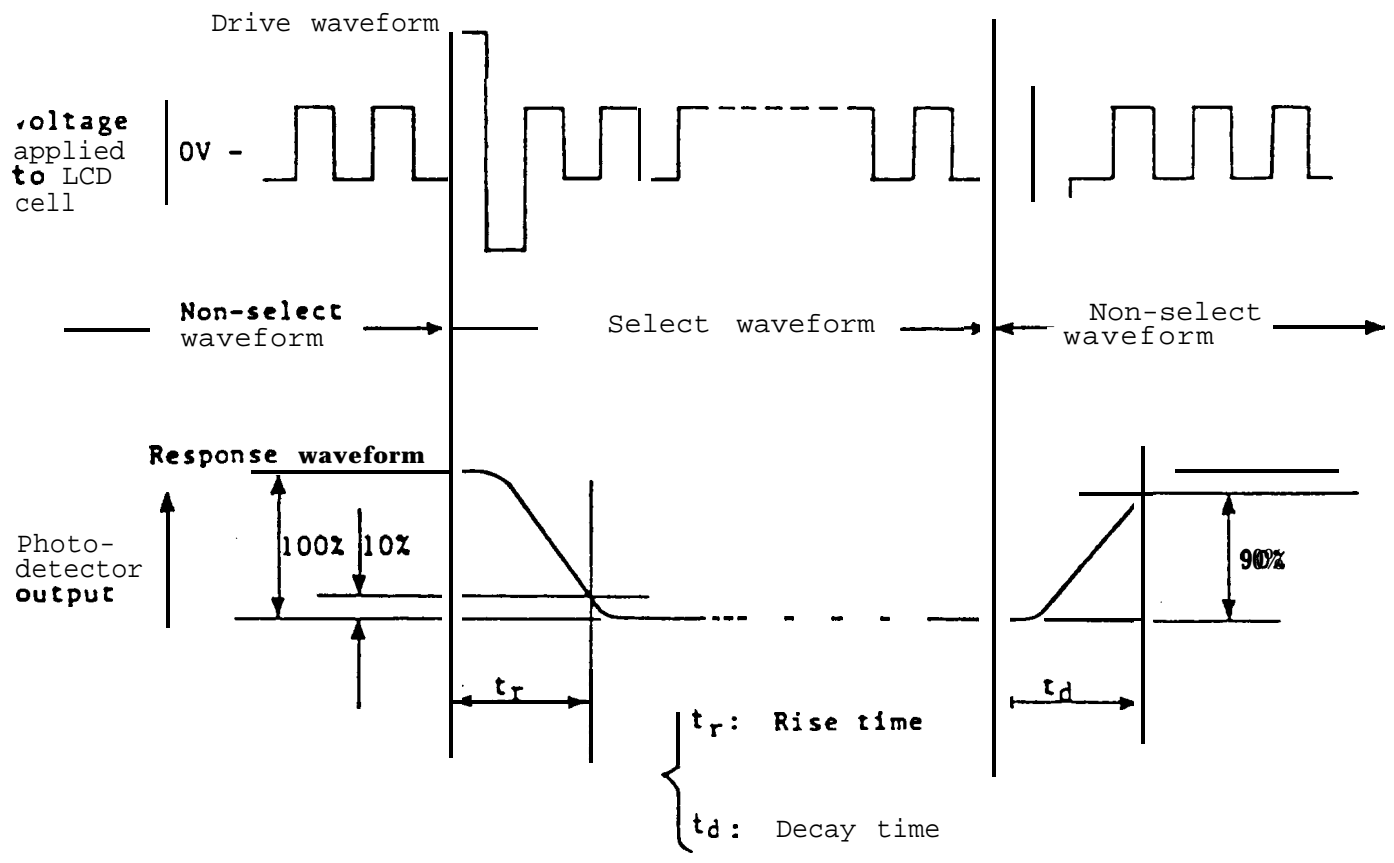 Drive waveform
voltage
applied
to LCD
cell
0V -
Non-select
waveform
Select waveform
Non-select
waveform
Response waveform
Photo-
detector
output
100%
10%
90%
tr
td
tr: Rise time
td: Decay time